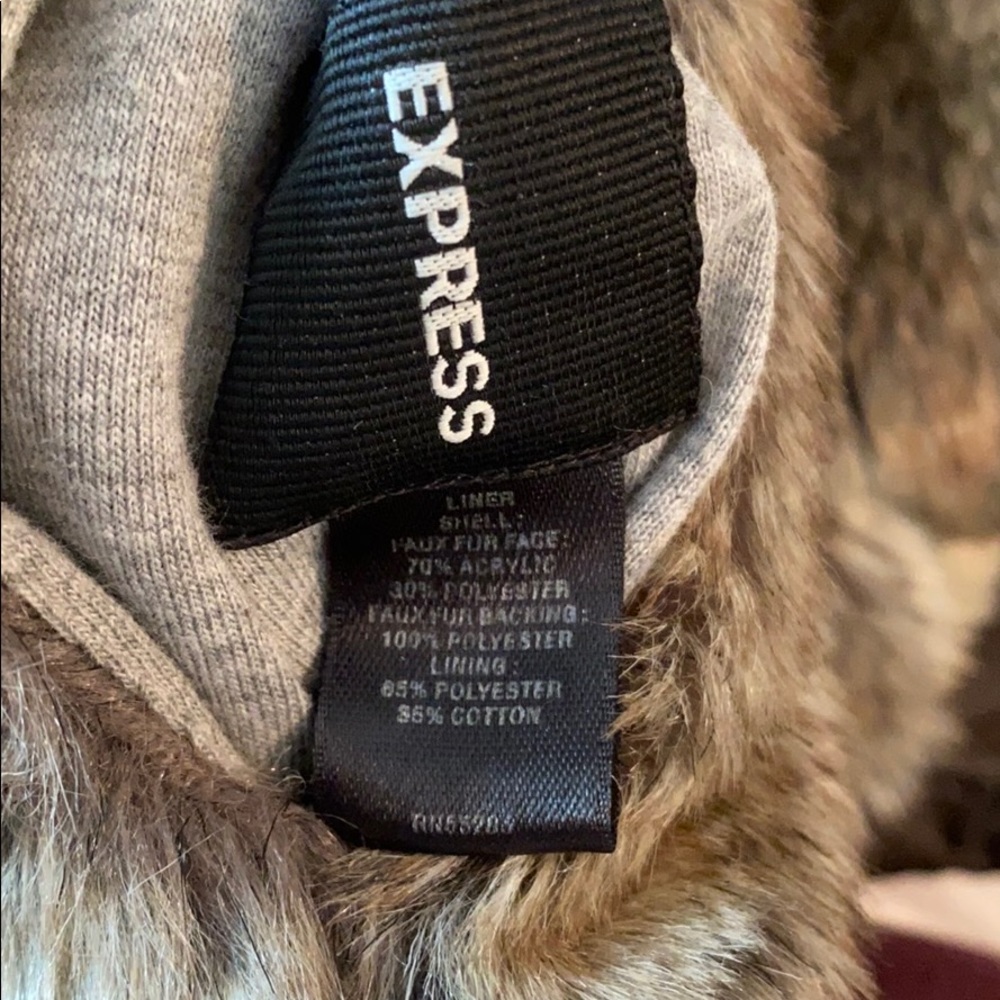 EXPRESS
LINER
SHELL:
FAUX FUR FACE:
70% ACRYLIC
30% POLYESTER
FAUX FUR BACKING:
100% POLYESTER
LINING:
65% POLYESTER
35% COTTON